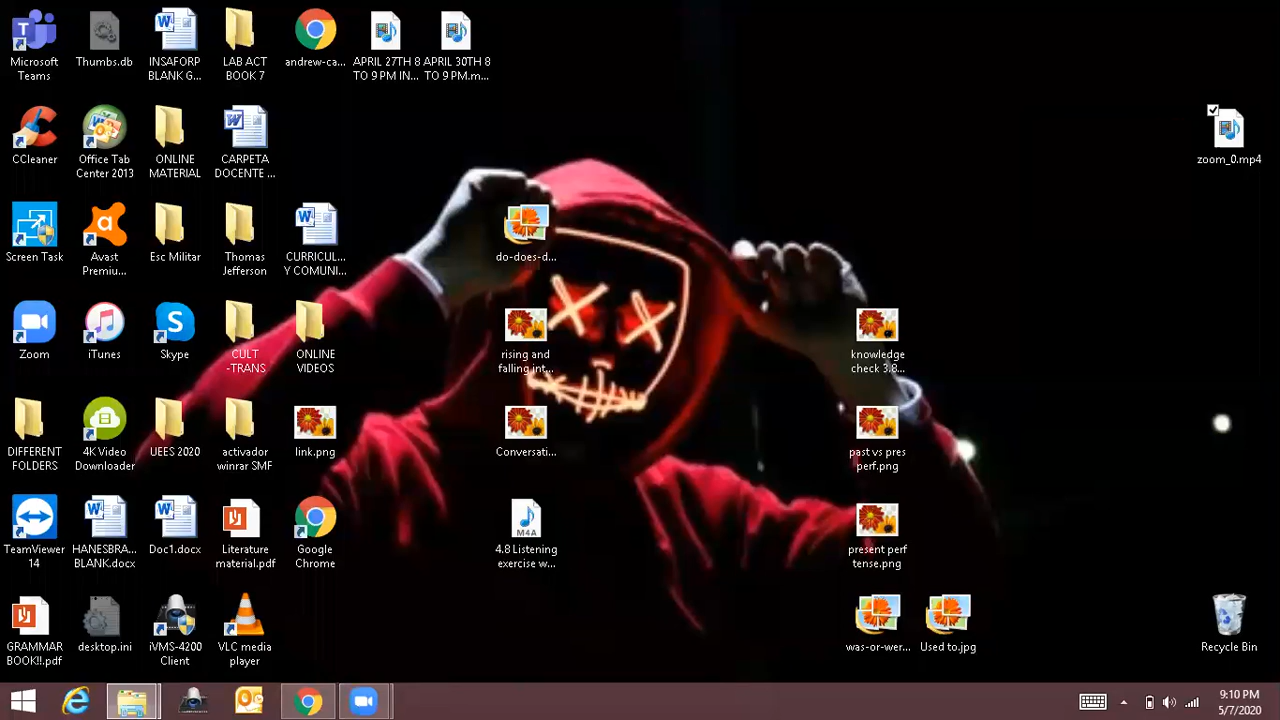 Microsoft
Teams
Thumbs.db
INSAFORP
BLANK G...
LAB ACT
BOOK 7
andrew-ca...
APRIL 27TH 8
TO 9 PM IN...
APRIL 30TH 8
TO 9 PM.m...
CCleaner
Office Tab
Center 2013
ONLINE
MATERIAL
CARPETA
DOCENTE ...
zoom_0.mp4
Screen Task
Avast
Premiu...
Esc Militar
Thomas
Jefferson
CURRICUL...
Y COMUNI...
do-does-d...
Zoom
iTunes
Skype
CULT
-TRANS
ONLINE
VIDEOS
rising and
falling int...
knowledge
check 3.8...
DIFFERENT
FOLDERS
4K Video
Downloader
UEES 2020
activador
winrar SMF
link.png
Conversati...
past vs pres
perf.png
TeamViewer
14
HANESBRA...
BLANK.docx
Doc1.docx
Literature
material.pdf
Google
Chrome
M4A
4.8 Listening
exercise w...
present perf
tense.png
GRAMMAR
BOOK!!.pdf
desktop.ini
iVMS-4200
Client
VLC media
player
was-or-wer...
Used to.jpg
Recycle Bin
9:10 PM
5/7/2020